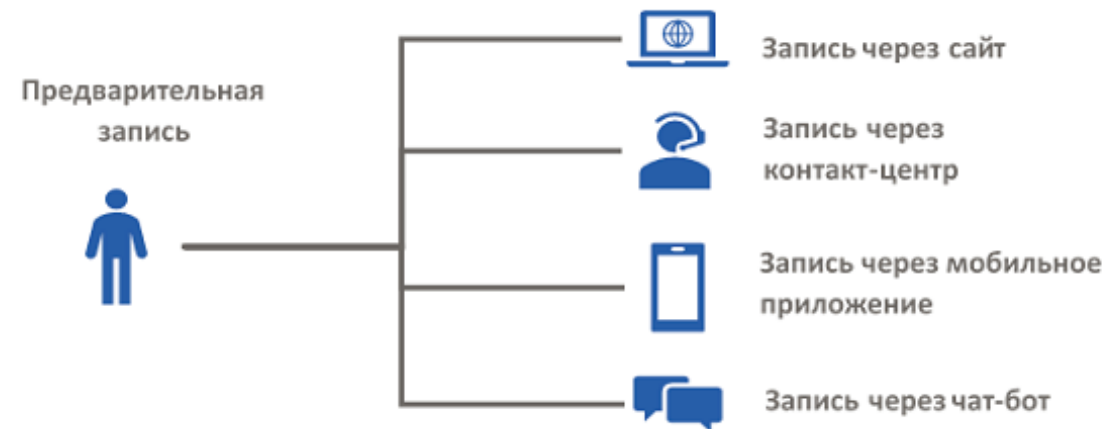 Предварительная
запись
Запись через сайт
Запись через
контакт-центр
Запись через мобильное
приложение
Запись через чат-бот